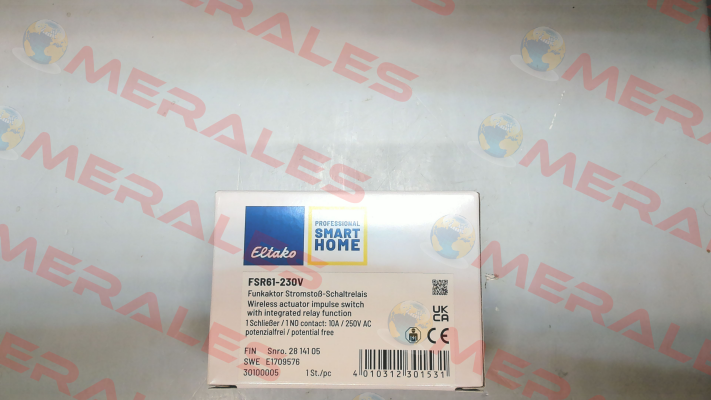 MERALES
MERALES
MERALES
MERALES
MERALES
MERALES
Eltako
PROFESSIONAL
SMART
HOME
FSR61-230V
Funkaktor Stromstoß-Schaltrelais
Wireless actuator impulse switch
with integrated relay function
1 Schließer / 1 NO contact: 10A / 250V AC
potenzialfrei / potential free
UK
CA
CE
FIN Snro. 28 141 05
SWE E1709576
30100005 1 St./pc
4 010312 301531